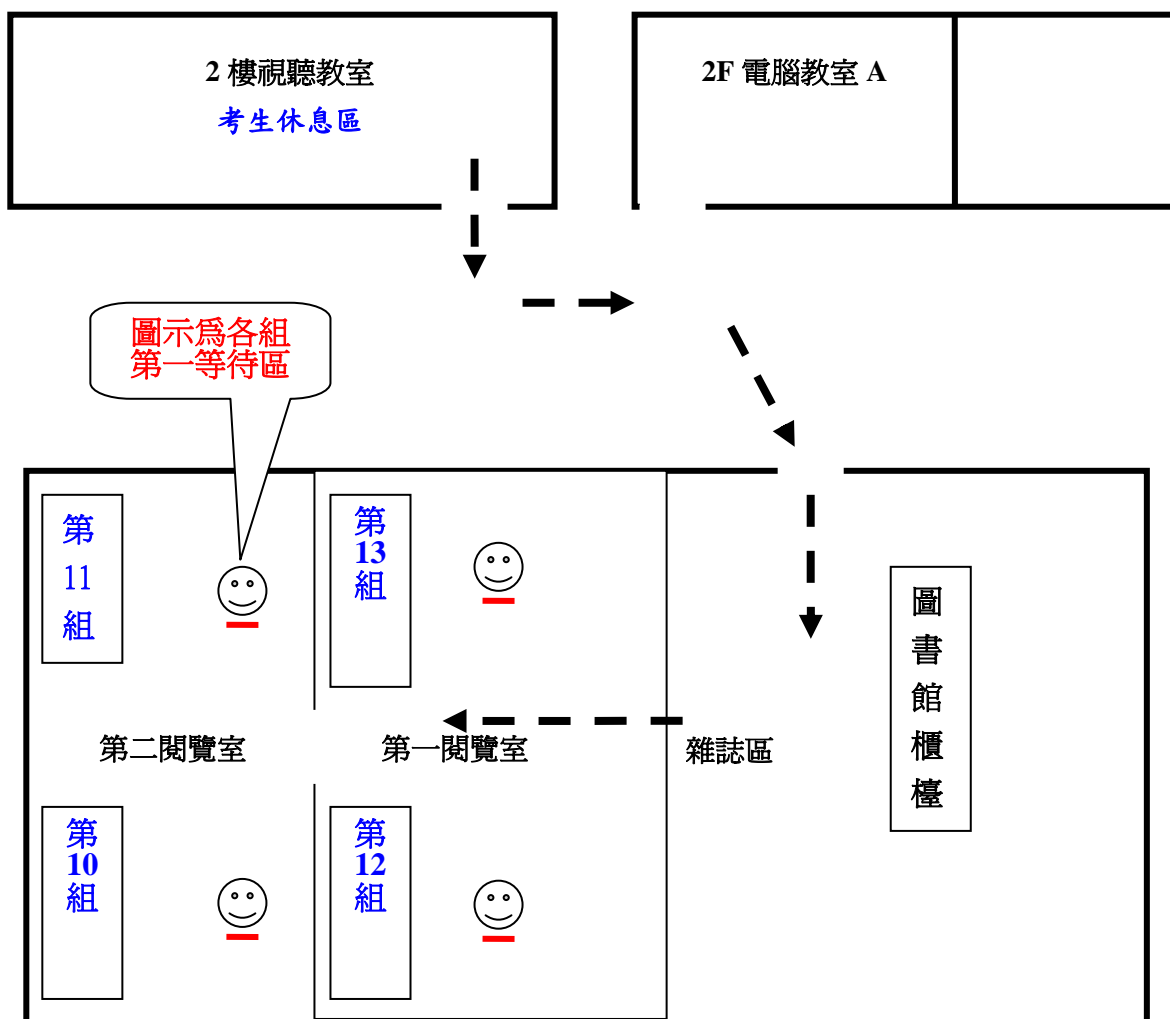 2 樓視聽教室
考生休息區
2F 電腦教室 A
圖示爲各組
第一等待區
第
11
組
第
13
組
圖
書
館
櫃
檯
第二閱覽室
第一閱覽室
雜誌區
第
10
組
第
12
組